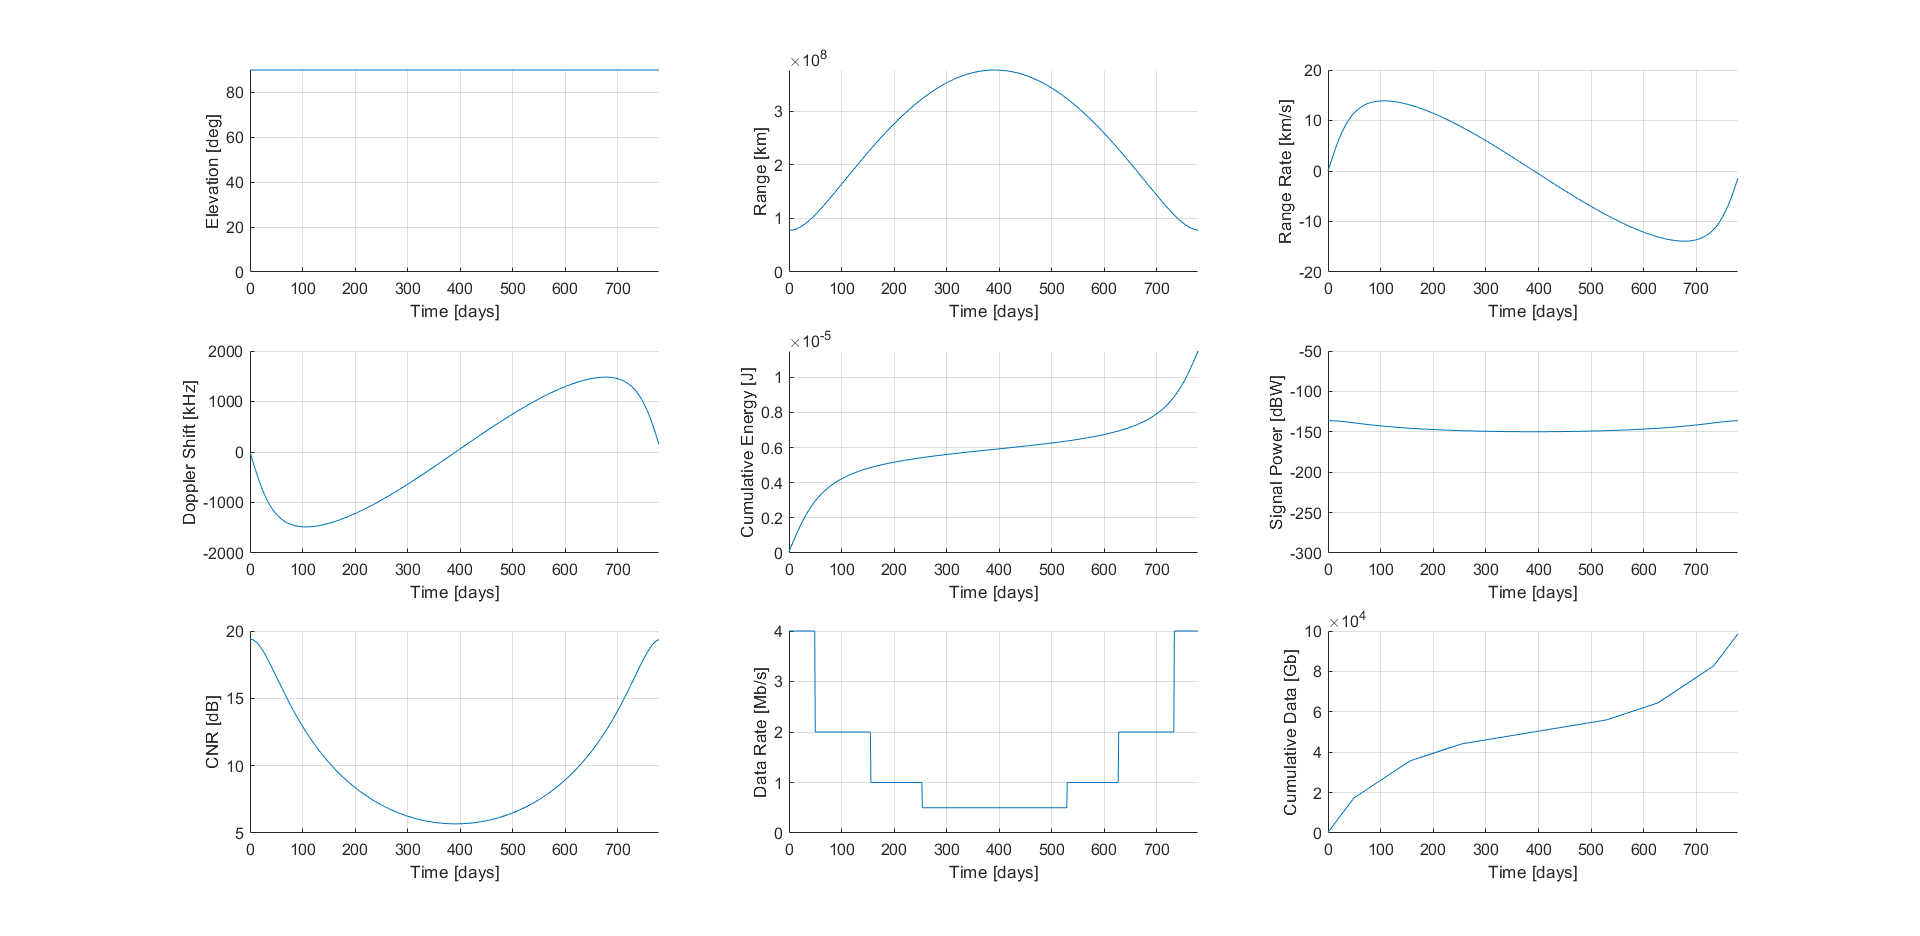 Elevation [deg]
80
60
40
20
0
0 100 200 300 400 500 600 700
Time [days]
×10^8
Range [km]
3
2
1
0
0 100 200 300 400 500 600 700
Time [days]
Range Rate [km/s]
20
10
0
-10
-20
0 100 200 300 400 500 600 700
Time [days]
Doppler Shift [kHz]
2000
1000
0
-1000
-2000
0 100 200 300 400 500 600 700
Time [days]
×10^-5
Cumulative Energy [J]
1
0.8
0.6
0.4
0.2
0
0 100 200 300 400 500 600 700
Time [days]
Signal Power [dBW]
-50
-100
-150
-200
-250
-300
0 100 200 300 400 500 600 700
Time [days]
CNR [dB]
20
15
10
5
0 100 200 300 400 500 600 700
Time [days]
Data Rate [Mb/s]
4
3
2
1
0
0 100 200 300 400 500 600 700
Time [days]
×10^4
Cumulative Data [Gb]
10
8
6
4
2
0
0 100 200 300 400 500 600 700
Time [days]